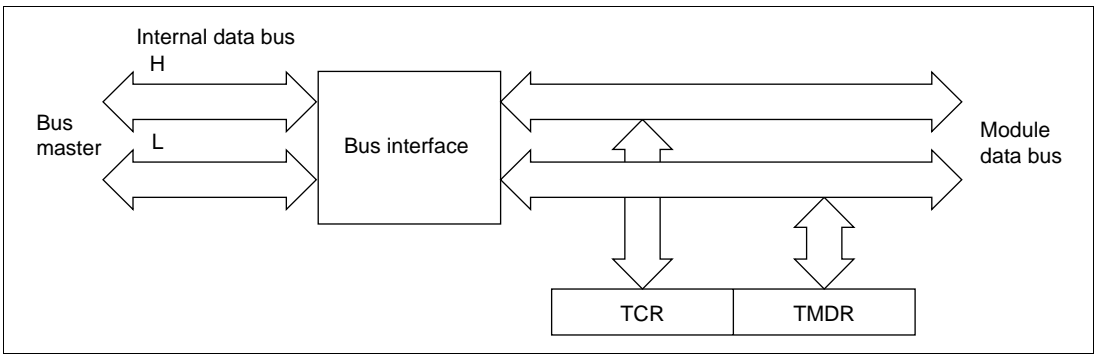 Internal data bus
H
Bus
master
L
Bus interface
Module
data bus
TCR
TMDR